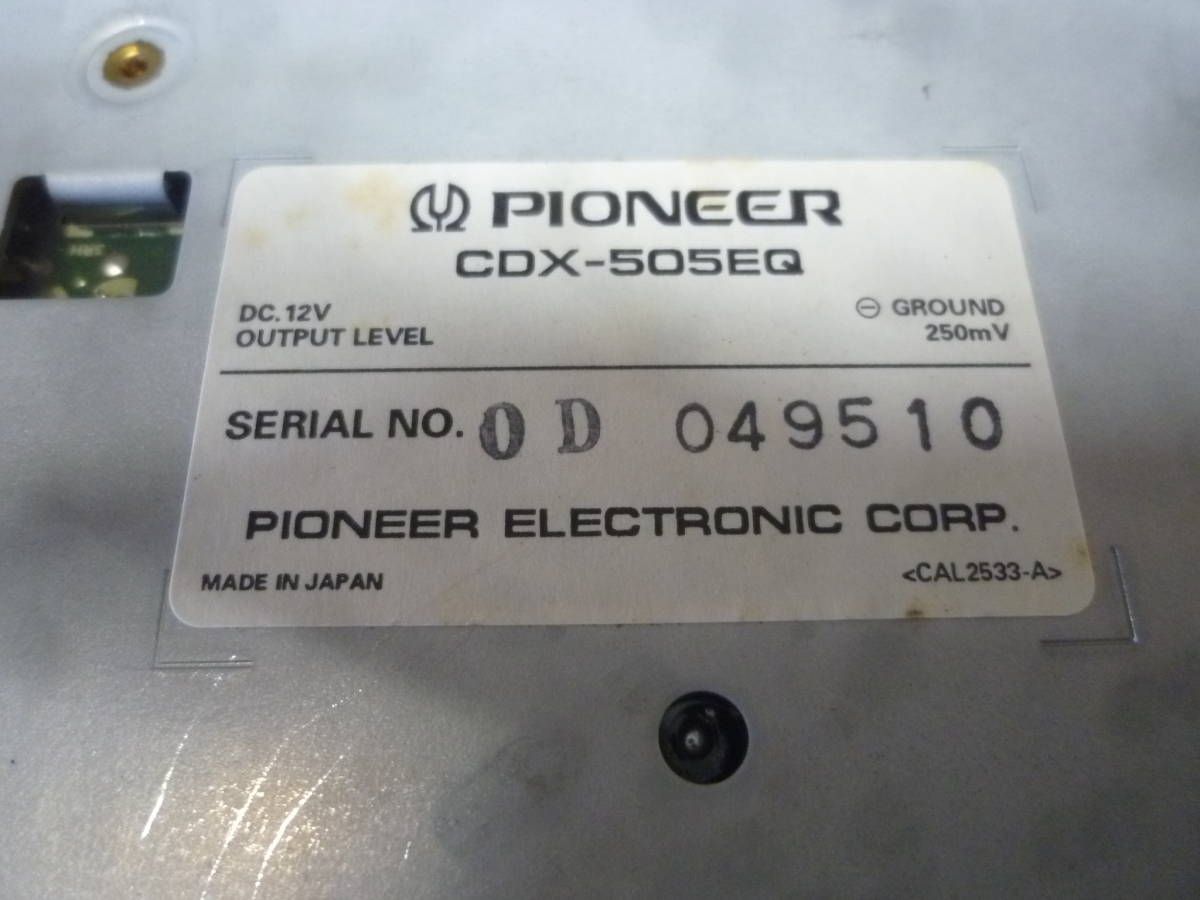 PIONEER
CDX-505EQ
DC.12V ⊖ GROUND
OUTPUT LEVEL 250mV
SERIAL NO. 0D 049510
PIONEER ELECTRONIC CORP.
MADE IN JAPAN <CAL2533-A>